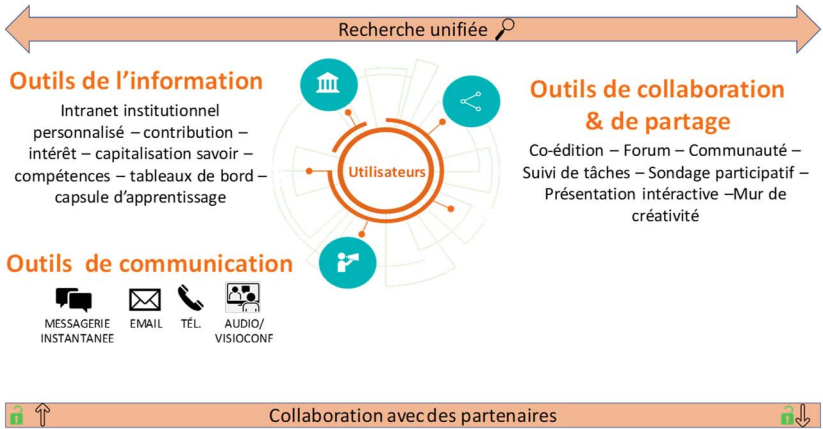 Recherche unifiée
Outils de l'information
Intranet institutionnel
personnalisé – contribution –
intérêt – capitalisation savoir –
compétences – tableaux de bord –
capsule d'apprentissage
Utilisateurs
Outils de collaboration
& de partage
Co-édition – Forum – Communauté –
Suivi de tâches – Sondage participatif –
Présentation intéractive –Mur de
créativité
Outils de communication
MESSAGERIE
INSTANTANEE
EMAIL
TÉL.
AUDIO/
VISIOCONF
Collaboration avec des partenaires